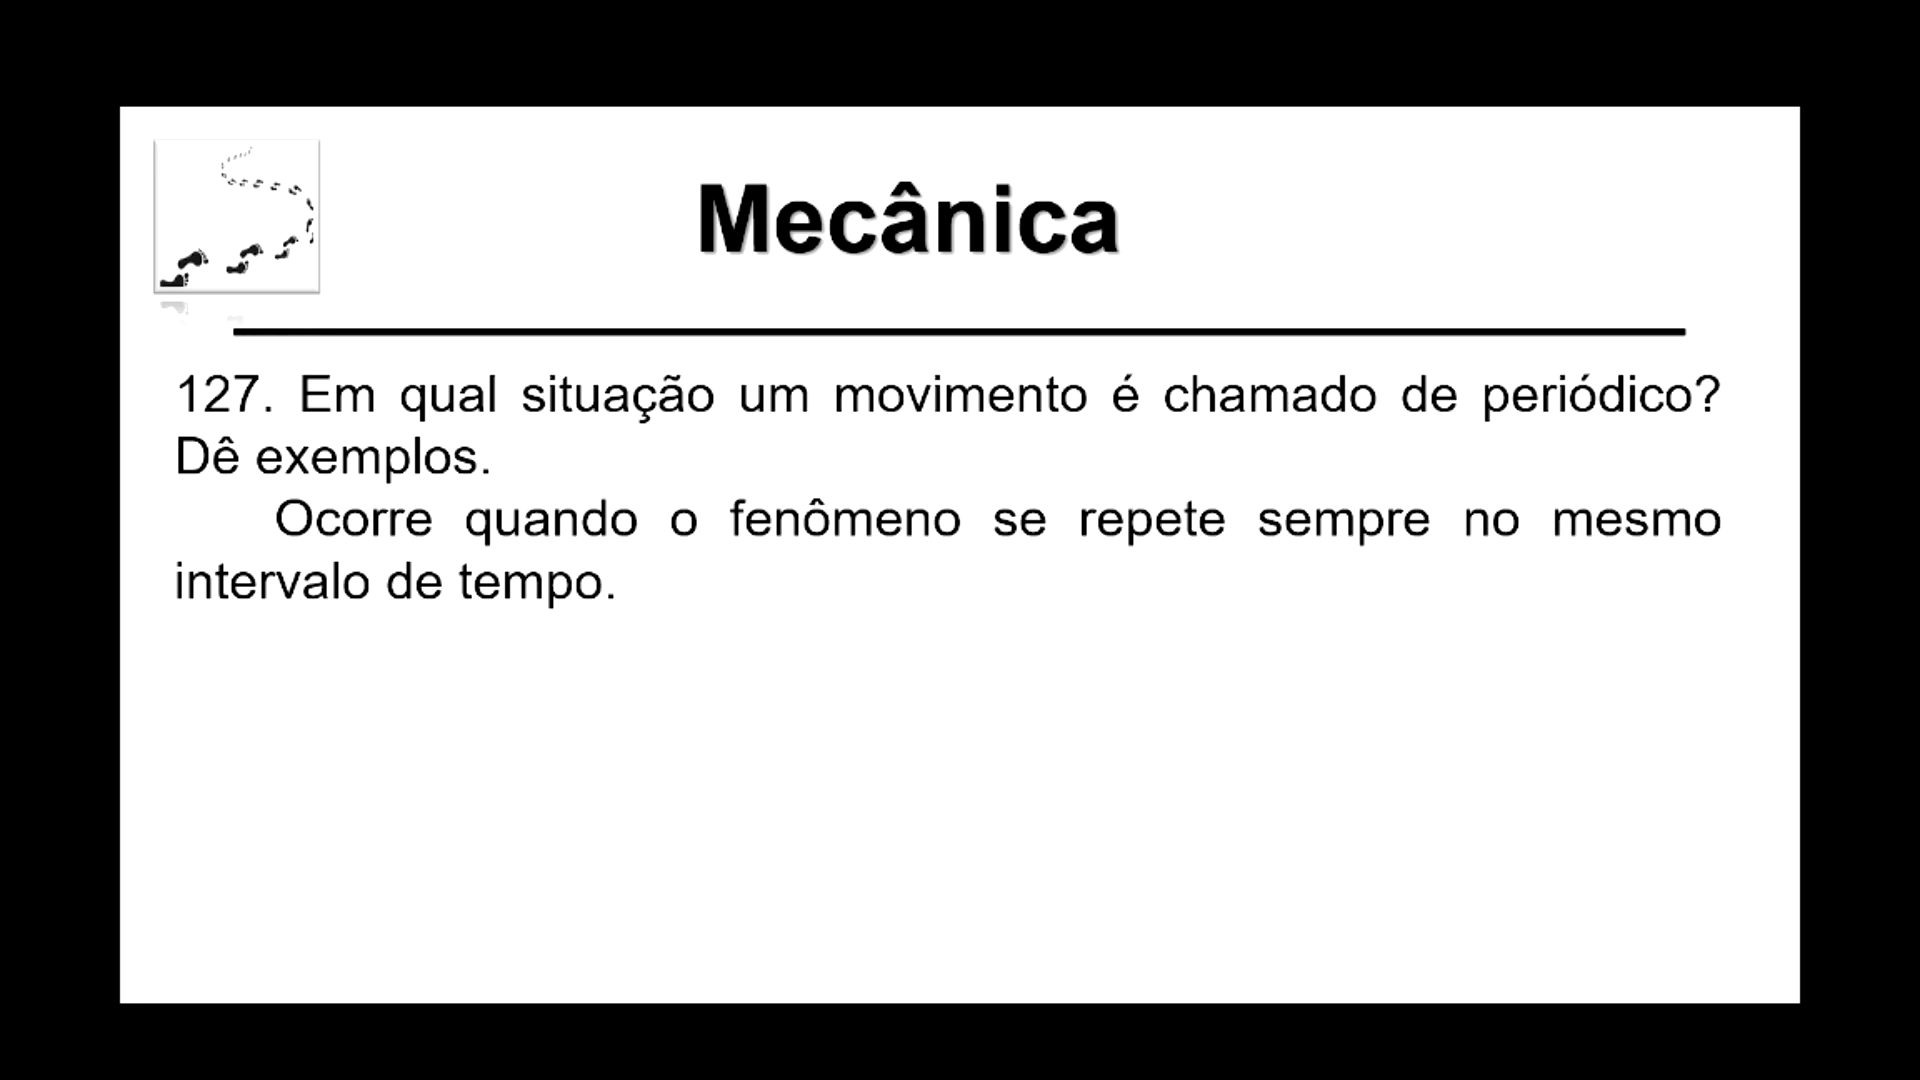 Mecânica
127. Em qual situação um movimento é chamado de periódico?
Dê exemplos.
Ocorre quando o fenômeno se repete sempre no mesmo
intervalo de tempo.